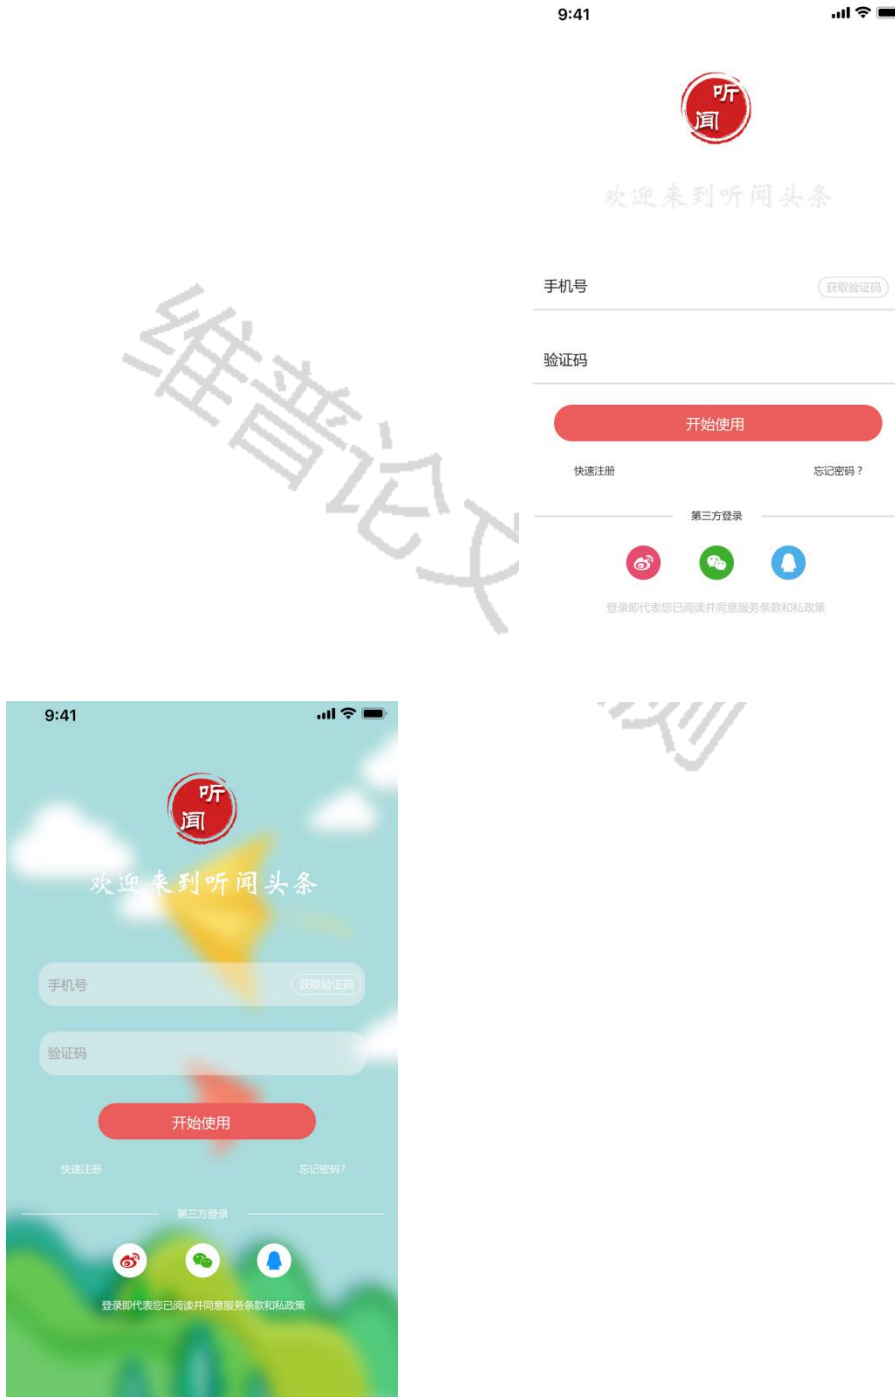 9:41
听
闻
欢迎来到听闻头条
手机号
获取验证码
验证码
开始使用
快速注册
忘记密码？
第三方登录
登录即代表您已阅读并同意服务条款和私政策
维普论文
测
9:41
听
闻
欢迎来到听闻头条
手机号
获取验证码
验证码
开始使用
快速注册
忘记密码?
第三方登录
登录即代表您已阅读并同意服务条款和私政策